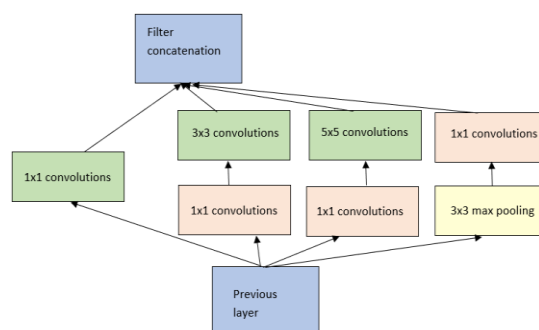 Filter
concatenation
3x3 convolutions
5x5 convolutions
1x1 convolutions
1x1 convolutions
1x1 convolutions
1x1 convolutions
3x3 max pooling
Previous
layer